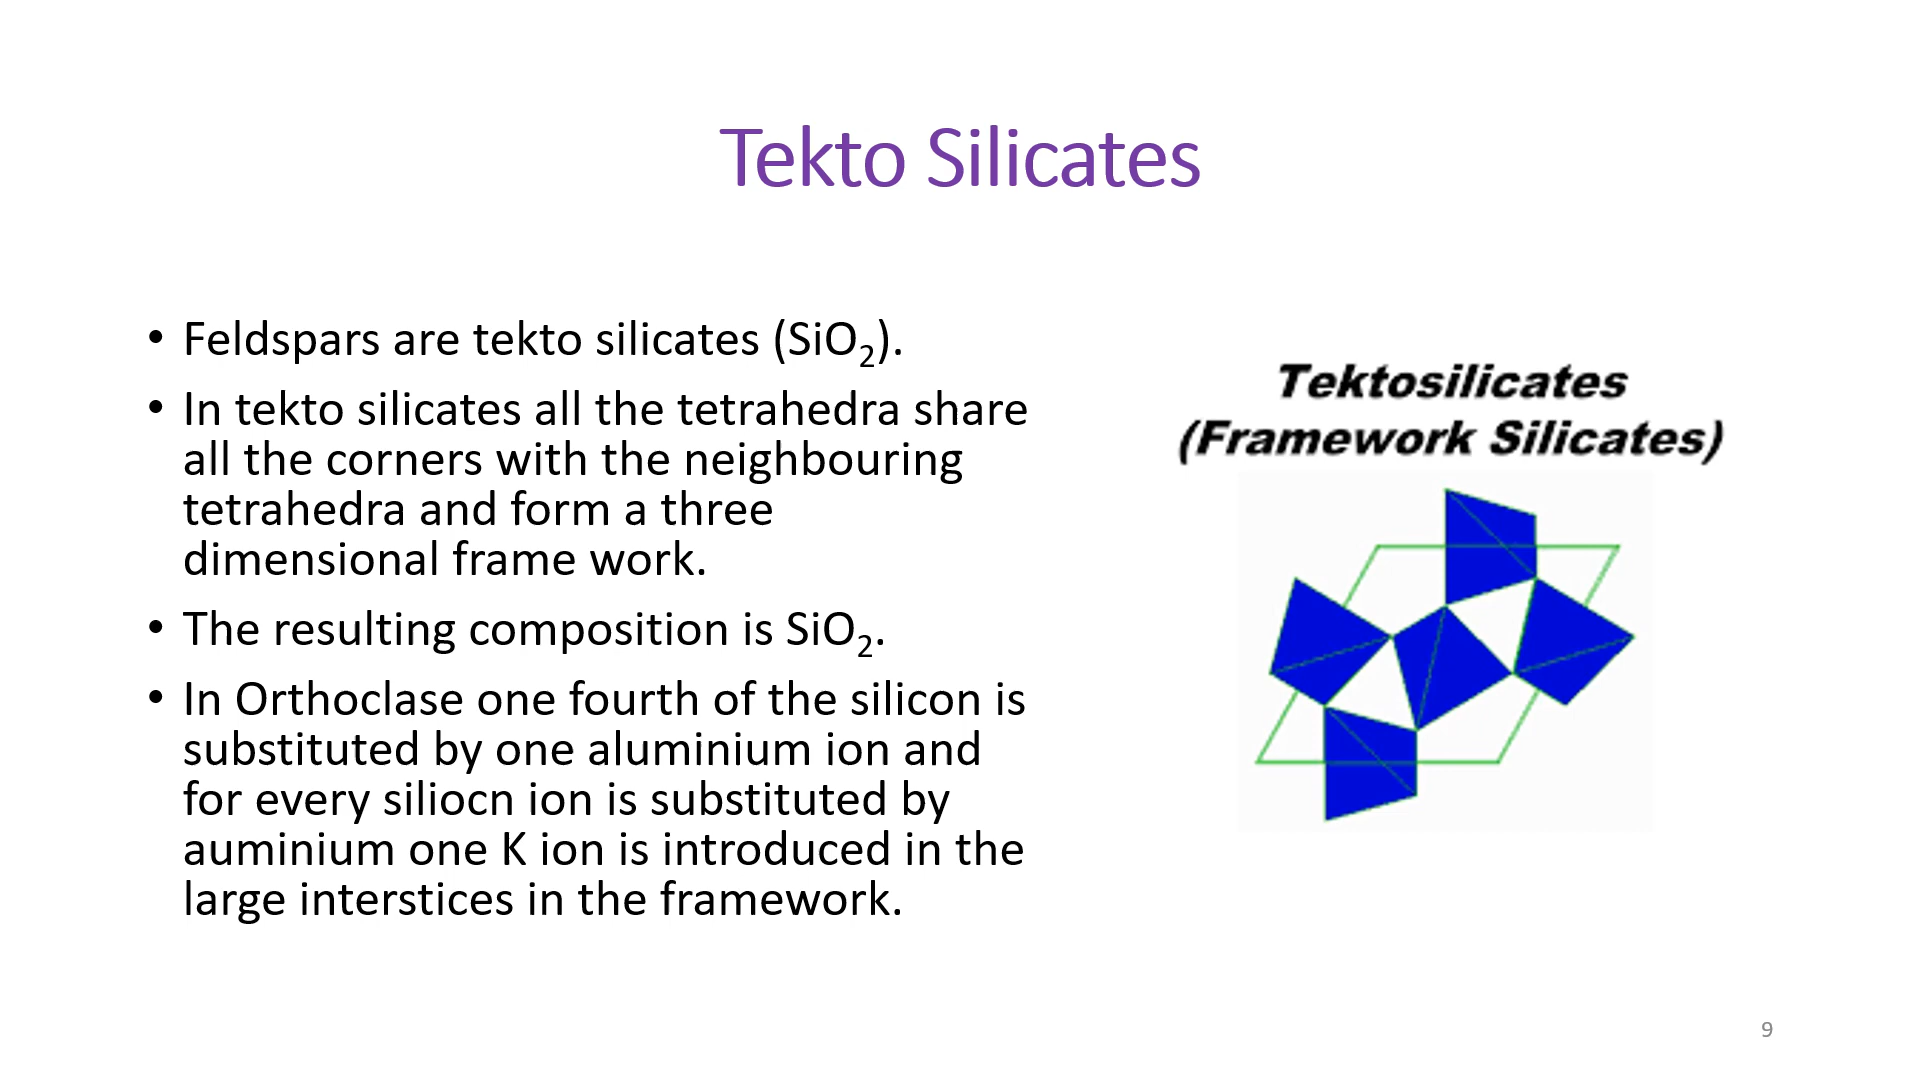 Tekto Silicates
• Feldspars are tekto silicates (SiO₂).
• In tekto silicates all the tetrahedra share
all the corners with the neighbouring
tetrahedra and form a three
dimensional frame work.
• The resulting composition is SiO₂.
• In Orthoclase one fourth of the silicon is
substituted by one aluminium ion and
for every siliocn ion is substituted by
auminium one K ion is introduced in the
large interstices in the framework.
Tektosilicates
(Framework Silicates)
9